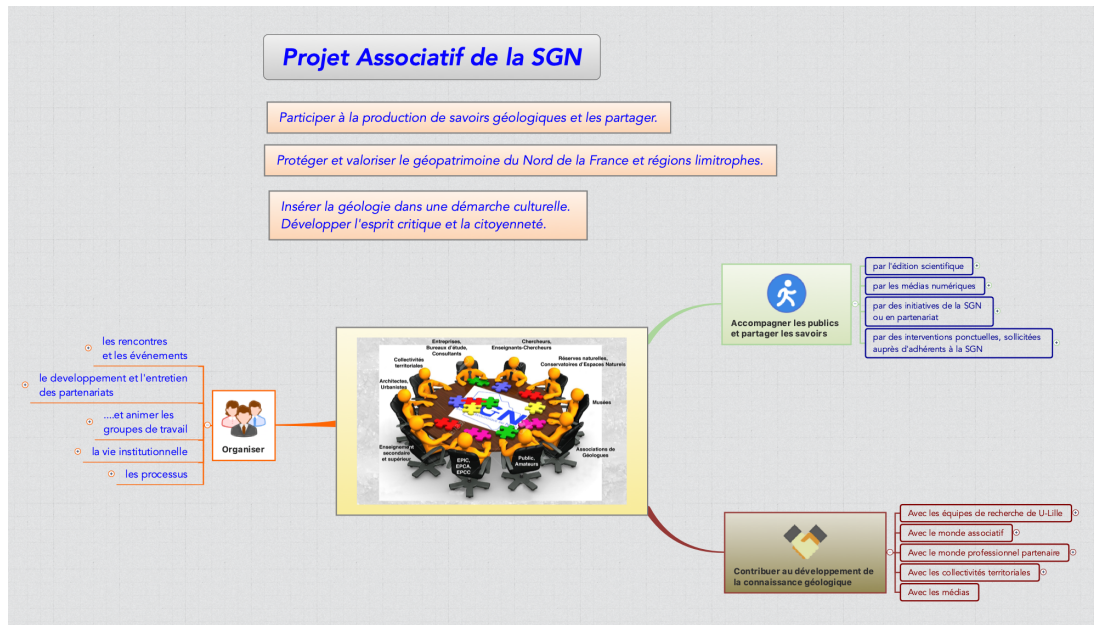 Projet Associatif de la SGN
Participer à la production de savoirs géologiques et les partager.
Protéger et valoriser le géopatrimoine du Nord de la France et régions limitrophes.
Insérer la géologie dans une démarche culturelle.
Développer l'esprit critique et la citoyenneté.
les rencontres
et les événements
le developpement et l'entretien
des partenariats
....et animer les
groupes de travail
la vie institutionnelle
les processus
Organiser
Entreprises,
Bureaux d'étude,
Consultants
Chercheurs,
Enseignants-Chercheurs
Collectivités
territoriales
Réserves naturelles,
Conservatoires d'Espaces Naturels
Architectes,
Urbanistes
Musées
SGN
Enseignement
secondaire
et supérieur
EPIC,
EPCA,
EPCC
Public,
Amateurs
Associations de
Géologues
Accompagner les publics
et partager les savoirs
par l'édition scientifique
par les médias numériques
par des initiatives de la SGN
ou en partenariat
par des interventions ponctuelles, sollicitées
auprès d'adhérents à la SGN
Contribuer au développement de
la connaissance géologique
Avec les équipes de recherche de U-Lille
Avec le monde associatif
Avec le monde professionnel partenaire
Avec les collectivités territoriales
Avec les médias